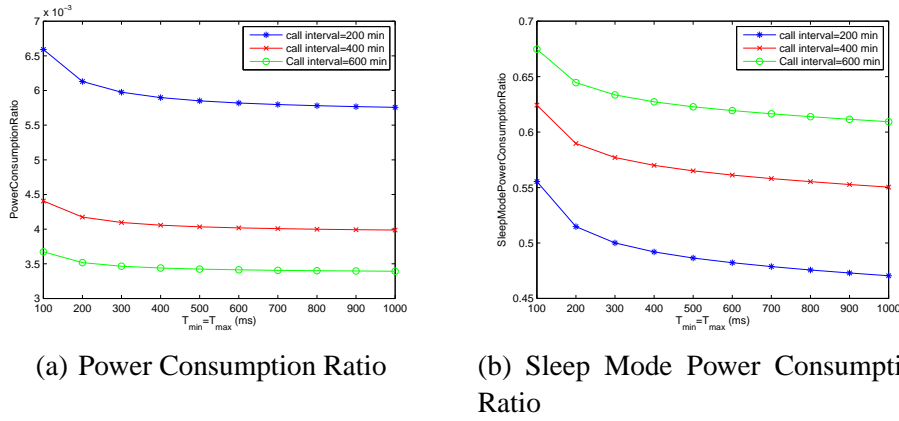 x 10⁻³
7
6.5
6
5.5
5
4.5
4
3.5
3
PowerConsumptionRatio
call interval=200 min
call interval=400 min
Call interval=600 min
100 200 300 400 500 600 700 800 900 1000
T_min=T_max (ms)
(a) Power Consumption Ratio
0.7
0.65
0.6
0.55
0.5
0.45
SleepModePowerConsumptionRatio
call interval=200 min
call interval=400 min
Call interval=600 min
100 200 300 400 500 600 700 800 900 1000
T_min=T_max (ms)
(b) Sleep Mode Power Consumpti
Ratio